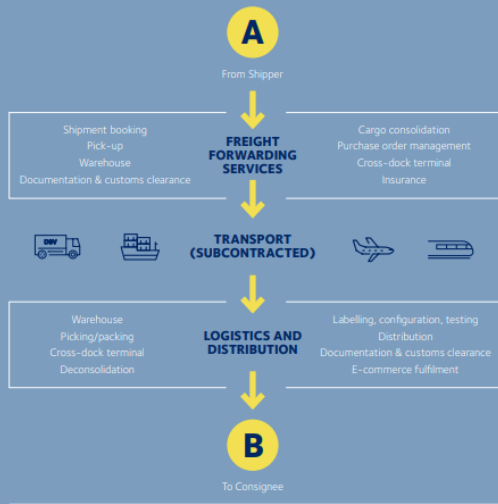 A
From Shipper
Shipment booking
Pick-up
Warehouse
Documentation & customs clearance
FREIGHT
FORWARDING
SERVICES
Cargo consolidation
Purchase order management
Cross-dock terminal
Insurance
DSV
TRANSPORT
(SUBCONTRACTED)
Warehouse
Picking/packing
Cross-dock terminal
Deconsolidation
LOGISTICS AND
DISTRIBUTION
Labelling, configuration, testing
Distribution
Documentation & customs clearance
E-commerce fulfilment
B
To Consignee